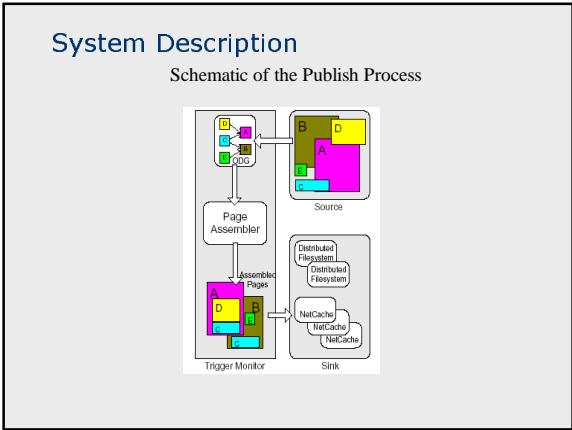 System Description
Schematic of the Publish Process
D
A
C
B
E
ODG
B
D
A
E
C
Source
Page
Assembler
Assembled
Pages
A
D
B
E
C
C
Trigger Monitor
Distributed
Filesystem
Distributed
Filesystem
NetCache
NetCache
NetCache
Sink